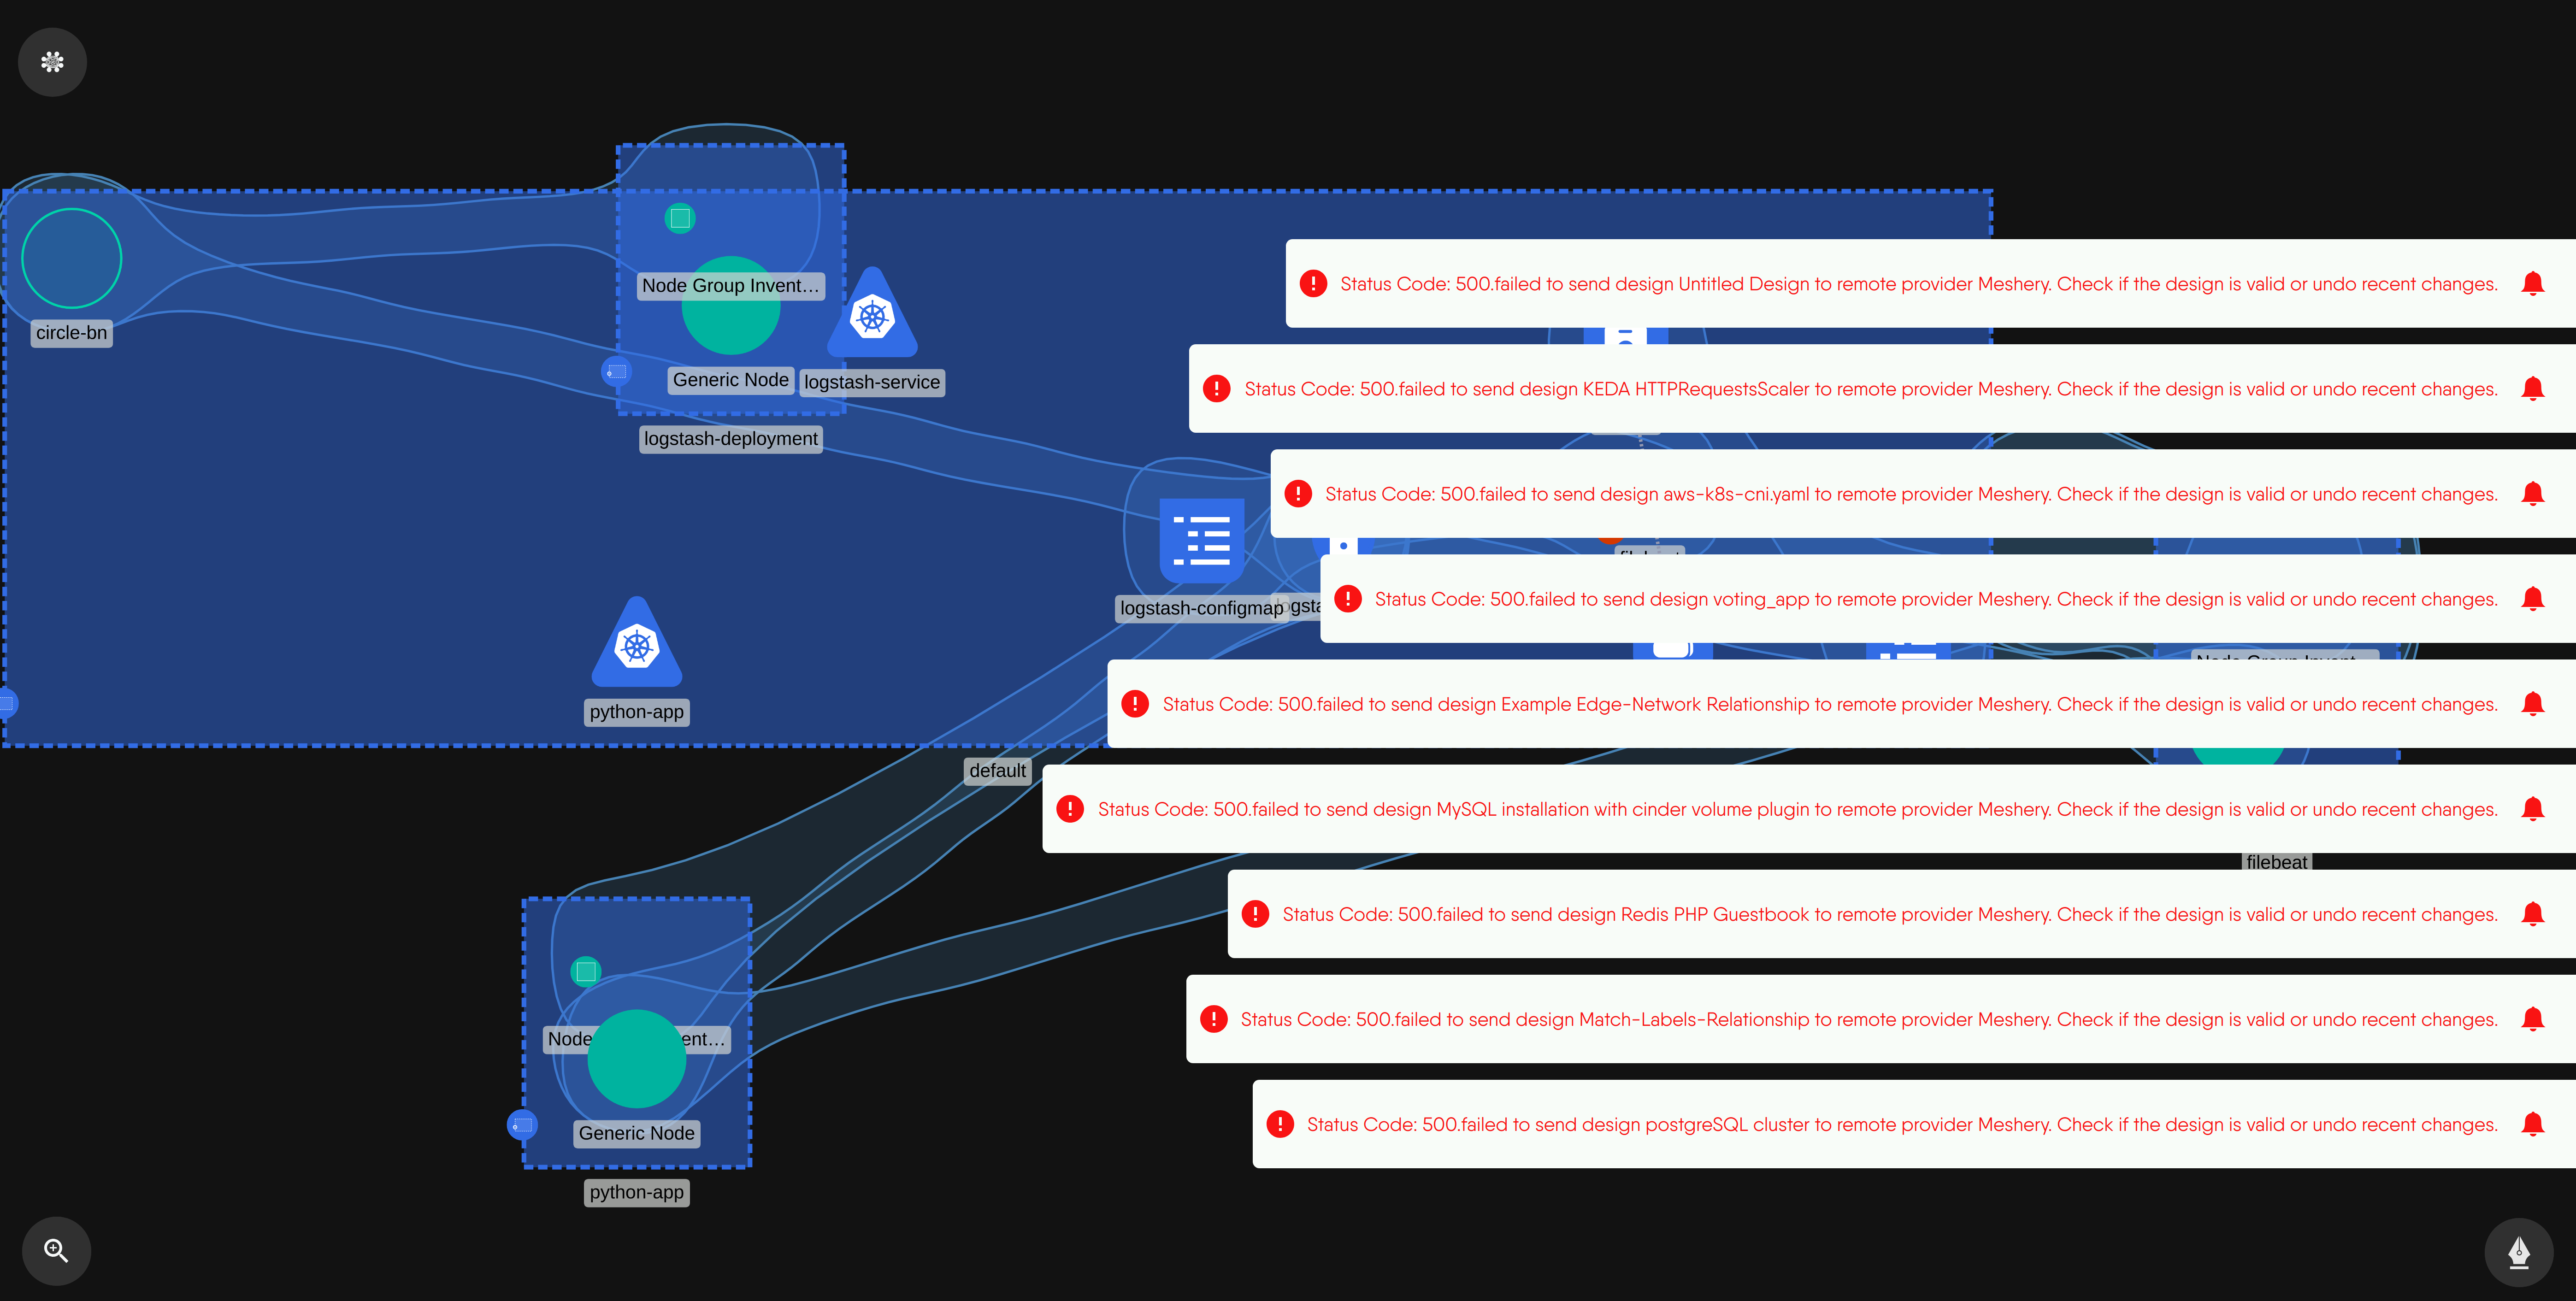 circle-bn
Node Group Invent...
Generic Node
logstash-service
logstash-deployment
Status Code: 500.failed to send design Untitled Design to remote provider Meshery. Check if the design is valid or undo recent changes.
Status Code: 500.failed to send design KEDA HTTPRequestsScaler to remote provider Meshery. Check if the design is valid or undo recent changes.
Status Code: 500.failed to send design aws-k8s-cni.yaml to remote provider Meshery. Check if the design is valid or undo recent changes.
logstash-configmap
Status Code: 500.failed to send design voting_app to remote provider Meshery. Check if the design is valid or undo recent changes.
python-app
Status Code: 500.failed to send design Example Edge-Network Relationship to remote provider Meshery. Check if the design is valid or undo recent changes.
default
Status Code: 500.failed to send design MySQL installation with cinder volume plugin to remote provider Meshery. Check if the design is valid or undo recent changes.
filebeat
Status Code: 500.failed to send design Redis PHP Guestbook to remote provider Meshery. Check if the design is valid or undo recent changes.
Status Code: 500.failed to send design Match-Labels-Relationship to remote provider Meshery. Check if the design is valid or undo recent changes.
Node ent...
Status Code: 500.failed to send design postgreSQL cluster to remote provider Meshery. Check if the design is valid or undo recent changes.
Generic Node
python-app